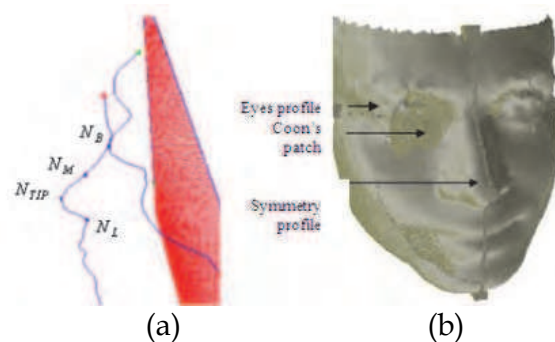 N_B
N_M
N_TIP
N_L
Eyes profile
Coon's
patch
Symmetry
profile
(a)
(b)